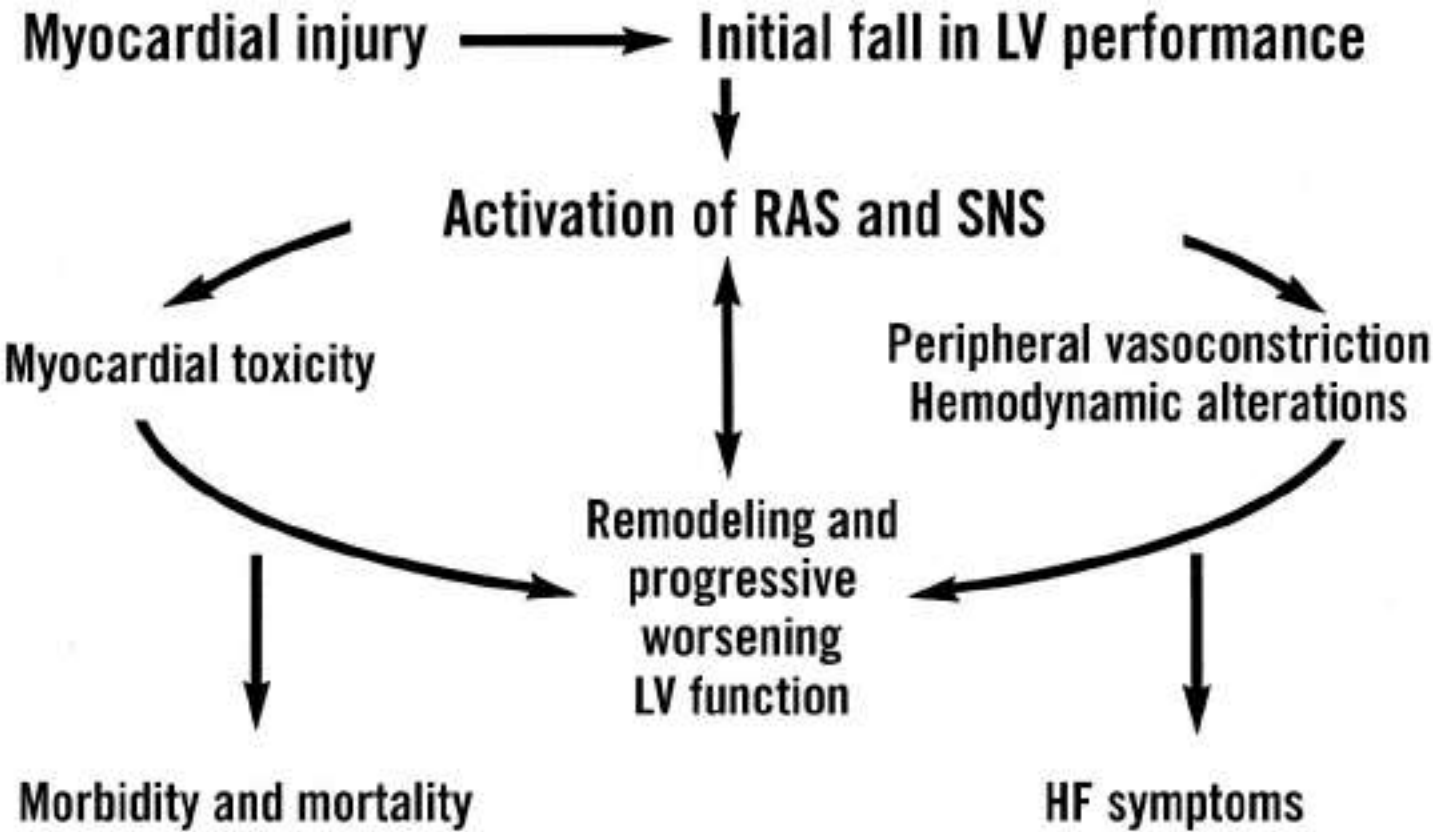 Myocardial injury
Initial fall in LV performance
Activation of RAS and SNS
Myocardial toxicity
Peripheral vasoconstriction
Hemodynamic alterations
Remodeling and
progressive
worsening
LV function
Morbidity and mortality
HF symptoms